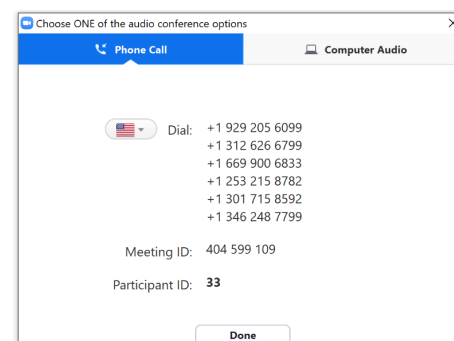 Choose ONE of the audio conference options
Phone Call
Computer Audio
Dial: +1 929 205 6099
+1 312 626 6799
+1 669 900 6833
+1 253 215 8782
+1 301 715 8592
+1 346 248 7799
Meeting ID: 404 599 109
Participant ID: 33
Done